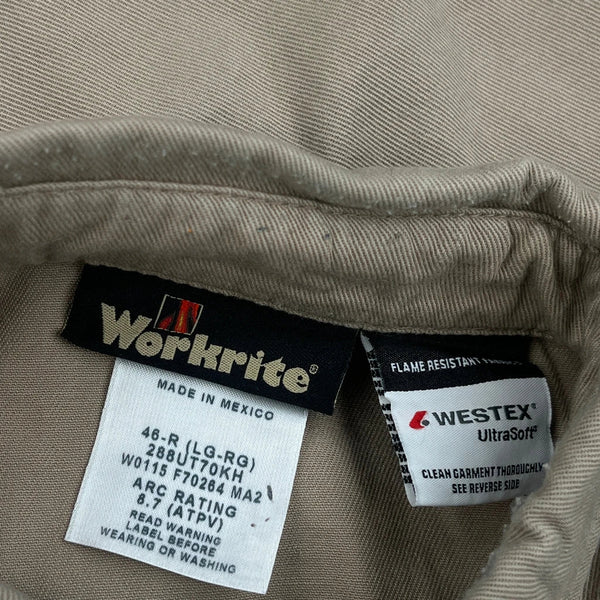 Workrite®
MADE IN MEXICO
46-R (LG-RG)
288UT70KH
W0115 F70264 MA2
ARC RATING
8.7 (ATPV)
READ WARNING
LABEL BEFORE
WEARING OR WASHING
FLAME RESISTANT
WESTEX®
UltraSoft®
CLEAN GARMENT THOROUGHLY
SEE REVERSE SIDE